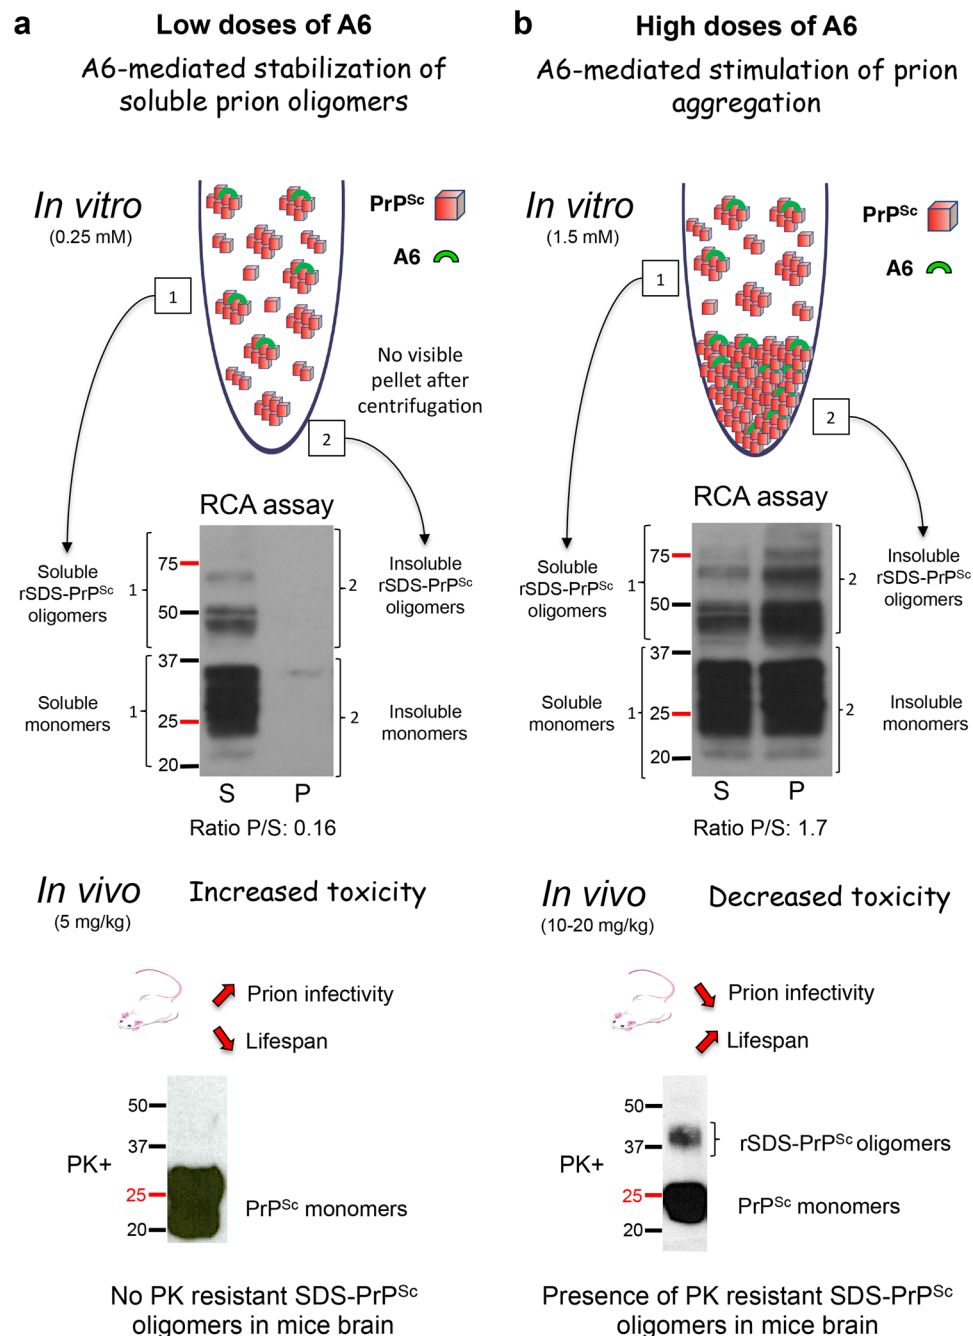 a
Low doses of A6
A6-mediated stabilization of
soluble prion oligomers
In vitro
(0.25 mM)
PrPSc
A6
1
No visible
pellet after
centrifugation
2
RCA assay
Soluble
rSDS-PrPSc
oligomers
1
75
50
37
25
20
Insoluble
rSDS-PrPSc
oligomers
2
Soluble
monomers
1
Insoluble
monomers
2
S P
Ratio P/S: 0.16
In vivo
(5 mg/kg)
Increased toxicity
Prion infectivity
Lifespan
PK+
50
37
25
20
PrPSc monomers
No PK resistant SDS-PrPSc
oligomers in mice brain
b
High doses of A6
A6-mediated stimulation of prion
aggregation
In vitro
(1.5 mM)
PrPSc
A6
1
2
RCA assay
Soluble
rSDS-PrPSc
oligomers
1
75
50
37
25
20
Insoluble
rSDS-PrPSc
oligomers
2
Soluble
monomers
1
Insoluble
monomers
2
S P
Ratio P/S: 1.7
In vivo
(10-20 mg/kg)
Decreased toxicity
Prion infectivity
Lifespan
PK+
50
37
25
20
rSDS-PrPSc oligomers
PrPSc monomers
Presence of PK resistant SDS-PrPSc
oligomers in mice brain